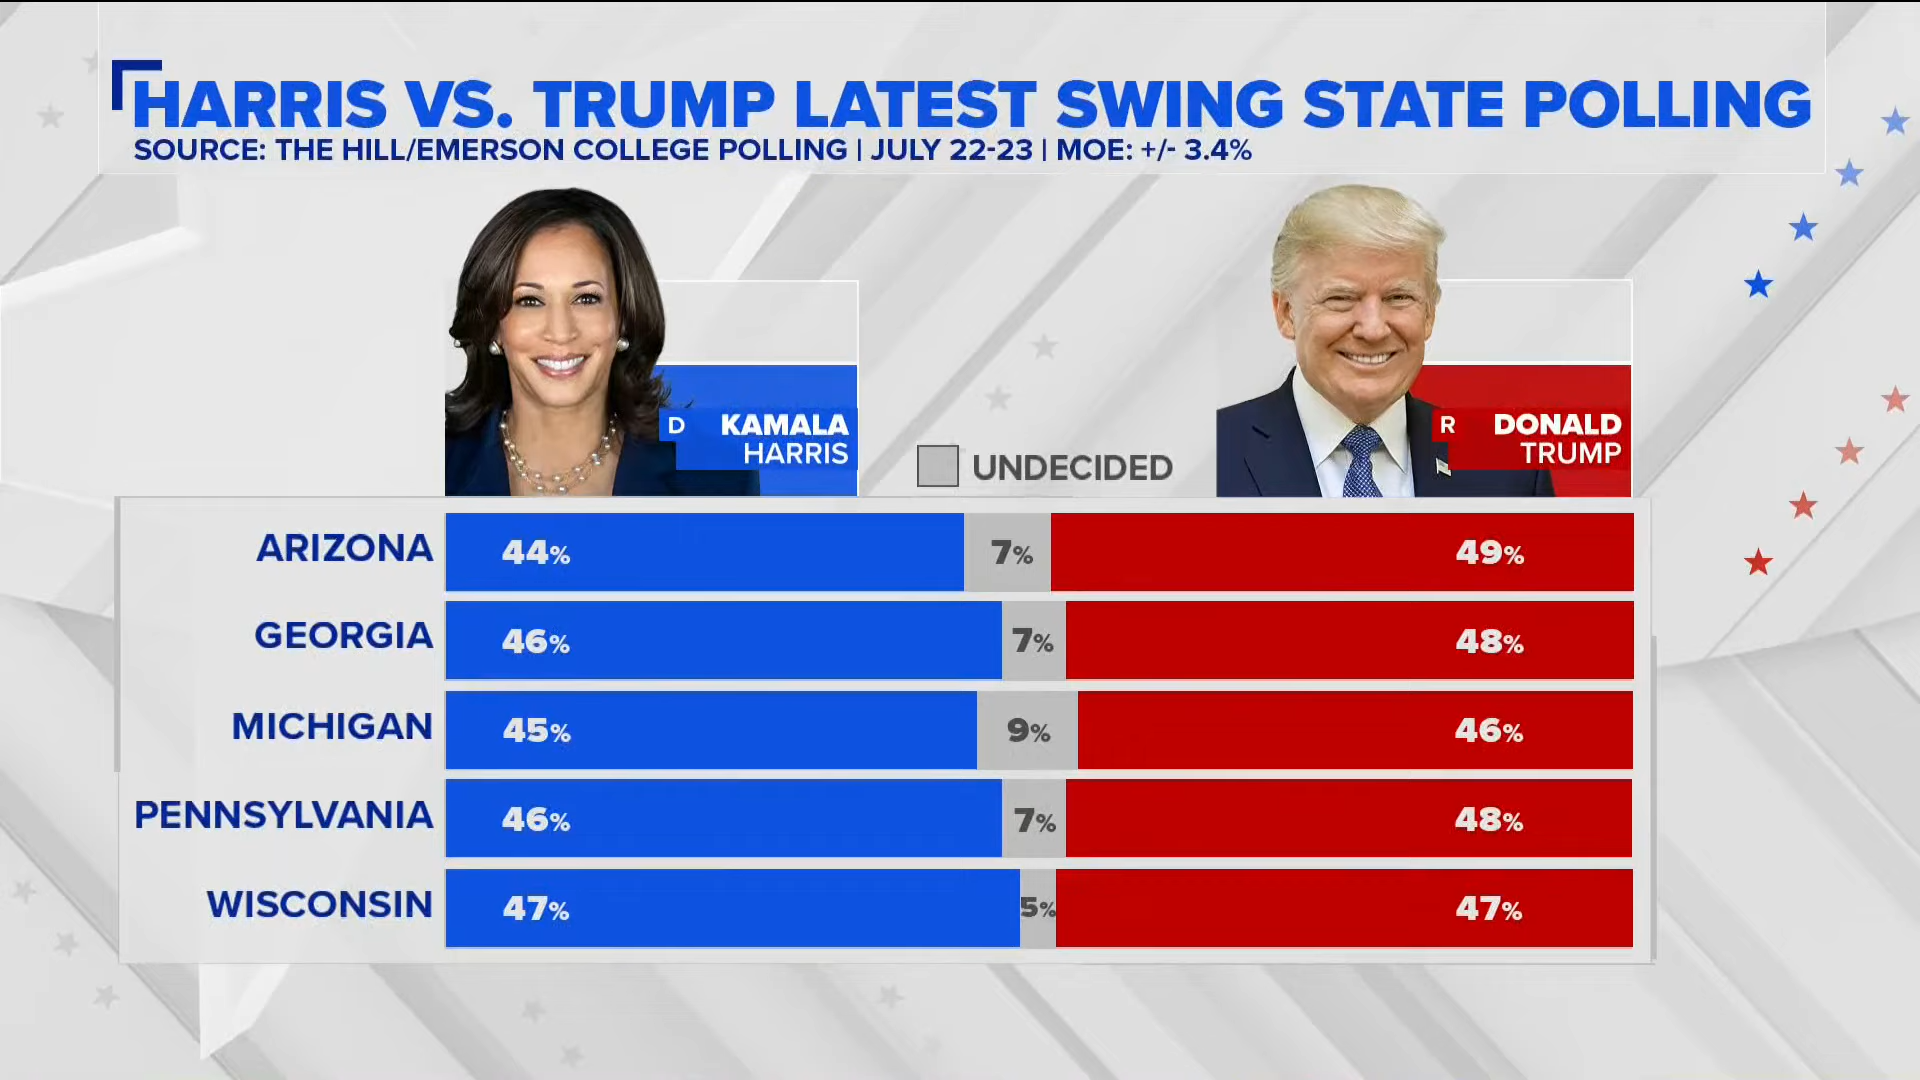 HARRIS VS. TRUMP LATEST SWING STATE POLLING
SOURCE: THE HILL/EMERSON COLLEGE POLLING | JULY 22-23 | MOE: +/- 3.4%
D KAMALA
HARRIS
UNDECIDED
R DONALD
TRUMP
ARIZONA 44% 7% 49%
GEORGIA 46% 7% 48%
MICHIGAN 45% 9% 46%
PENNSYLVANIA 46% 7% 48%
WISCONSIN 47% 5% 47%